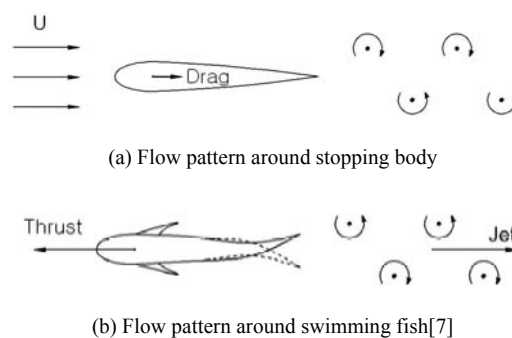 U
Drag
(a) Flow pattern around stopping body
Thrust
Jet
(b) Flow pattern around swimming fish[7]